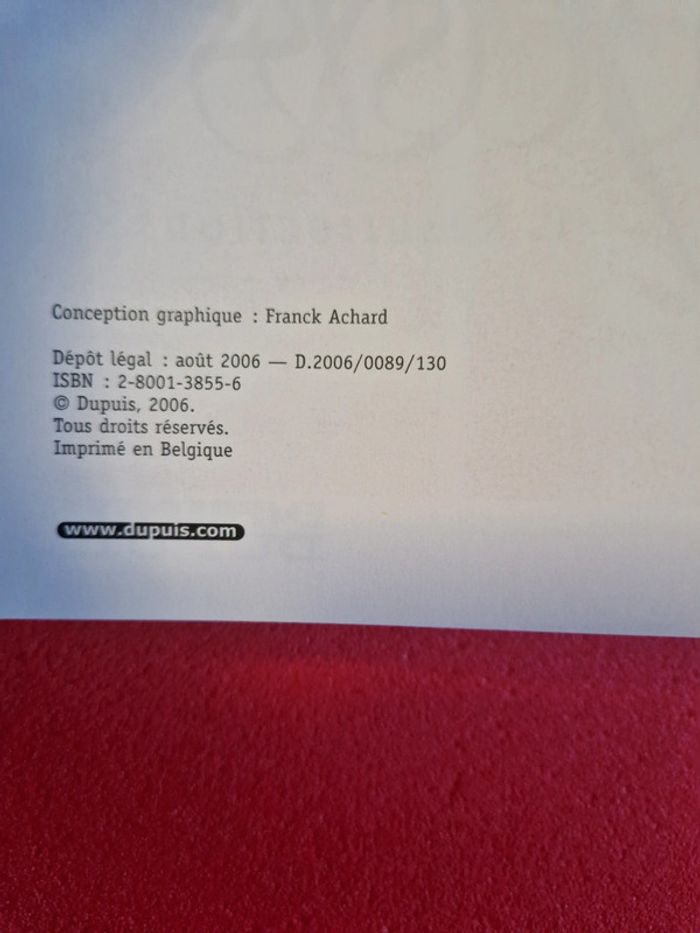 Conception graphique : Franck Achard
Dépôt légal : août 2006 — D.2006/0089/130
ISBN : 2-8001-3855-6
© Dupuis, 2006.
Tous droits réservés.
Imprimé en Belgique
www.dupuis.com